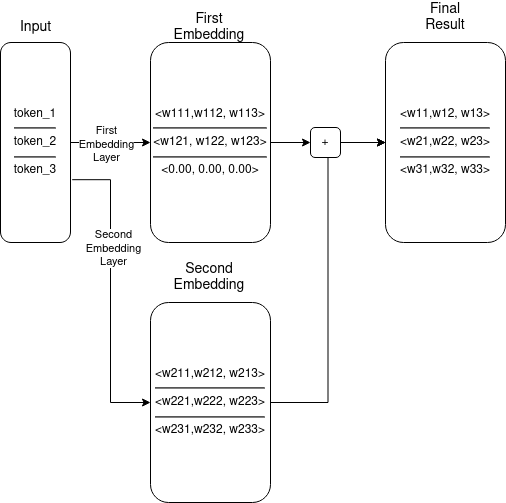 Input
token_1
token_2
token_3
First
Embedding
Layer
First
Embedding
<w111,w112, w113>
<w121, w122, w123>
<0.00, 0.00, 0.00>
+
Final
Result
<w11,w12, w13>
<w21,w22, w23>
<w31,w32, w33>
Second
Embedding
Layer
Second
Embedding
<w211,w212, w213>
<w221,w222, w223>
<w231,w232, w233>